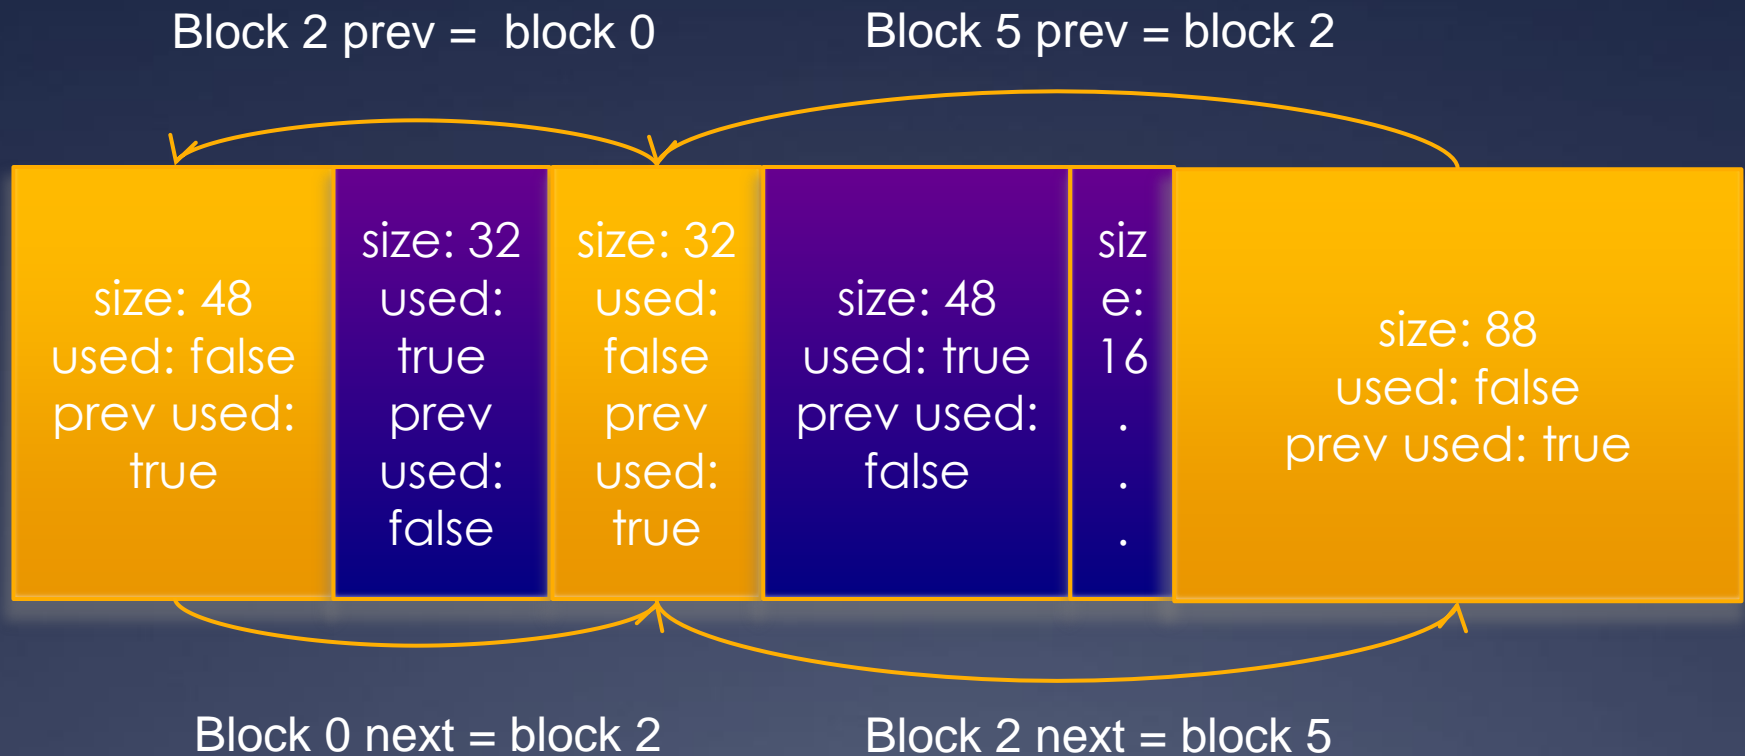 Block 2 prev =  block 0
Block 5 prev = block 2
size: 48
used: false
prev used:
true
size: 32
used:
true
prev
used:
false
size: 32
used:
false
prev
used:
true
size: 48
used: true
prev used:
false
siz
e:
16
.
.
.
size: 88
used: false
prev used: true
Block 0 next = block 2
Block 2 next = block 5